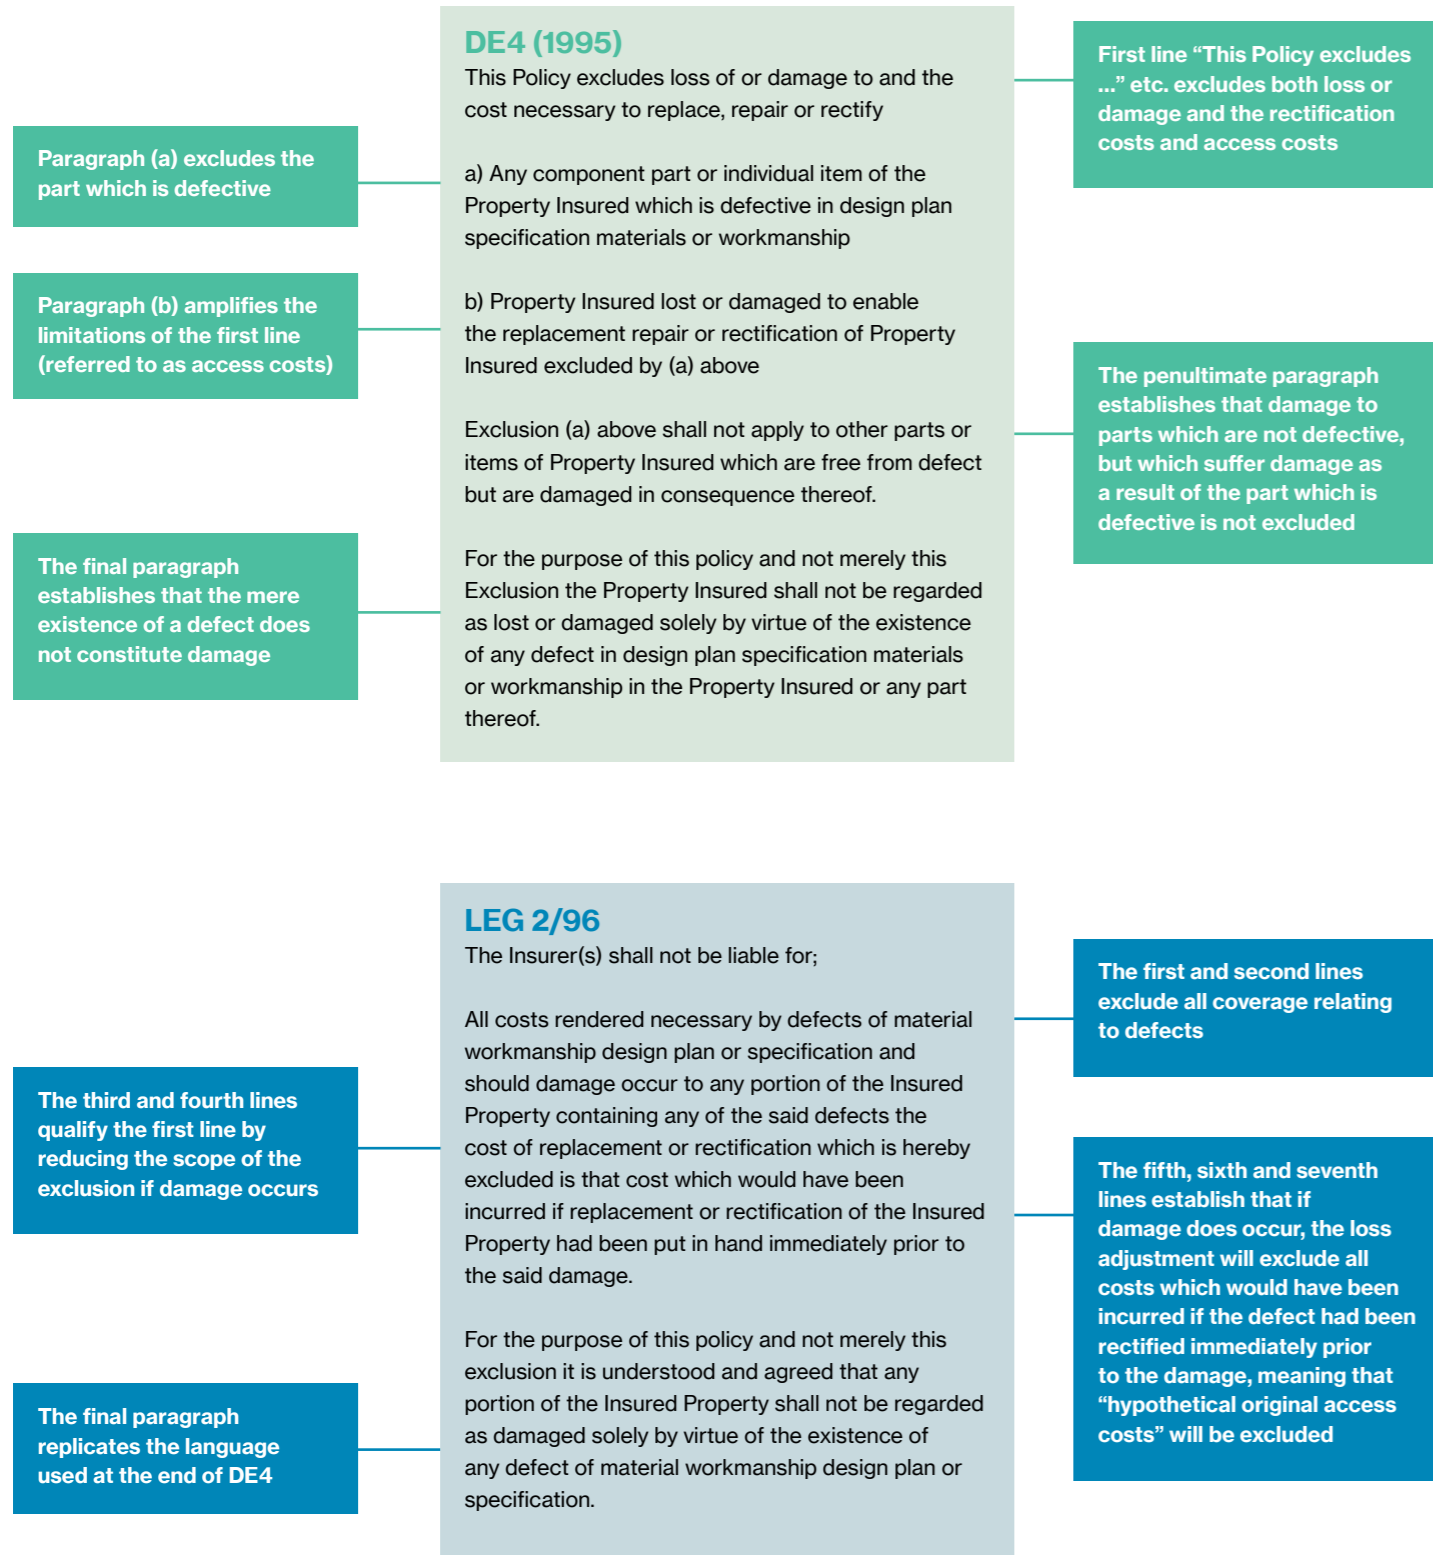 DE4 (1995)
This Policy excludes loss of or damage to and the
cost necessary to replace, repair or rectify
a) Any component part or individual item of the
Property Insured which is defective in design plan
specification materials or workmanship
b) Property Insured lost or damaged to enable
the replacement repair or rectification of Property
Insured excluded by (a) above
Exclusion (a) above shall not apply to other parts or
items of Property Insured which are free from defect
but are damaged in consequence thereof.
For the purpose of this policy and not merely this
Exclusion the Property Insured shall not be regarded
as lost or damaged solely by virtue of the existence
of any defect in design plan specification materials
or workmanship in the Property Insured or any part
thereof.
First line “This Policy excludes
...” etc. excludes both loss or
damage and the rectification
costs and access costs
Paragraph (a) excludes the
part which is defective
Paragraph (b) amplifies the
limitations of the first line
(referred to as access costs)
The penultimate paragraph
establishes that damage to
parts which are not defective,
but which suffer damage as
a result of the part which is
defective is not excluded
The final paragraph
establishes that the mere
existence of a defect does
not constitute damage
LEG 2/96
The Insurer(s) shall not be liable for;
All costs rendered necessary by defects of material
workmanship design plan or specification and
should damage occur to any portion of the Insured
Property containing any of the said defects the
cost of replacement or rectification which is hereby
excluded is that cost which would have been
incurred if replacement or rectification of the Insured
Property had been put in hand immediately prior to
the said damage.
For the purpose of this policy and not merely this
exclusion it is understood and agreed that any
portion of the Insured Property shall not be regarded
as damaged solely by virtue of the existence of
any defect of material workmanship design plan or
specification.
The first and second lines
exclude all coverage relating
to defects
The third and fourth lines
qualify the first line by
reducing the scope of the
exclusion if damage occurs
The fifth, sixth and seventh
lines establish that if
damage does occur, the loss
adjustment will exclude all
costs which would have been
incurred if the defect had been
rectified immediately prior
to the damage, meaning that
“hypothetical original access
costs” will be excluded
The final paragraph
replicates the language
used at the end of DE4